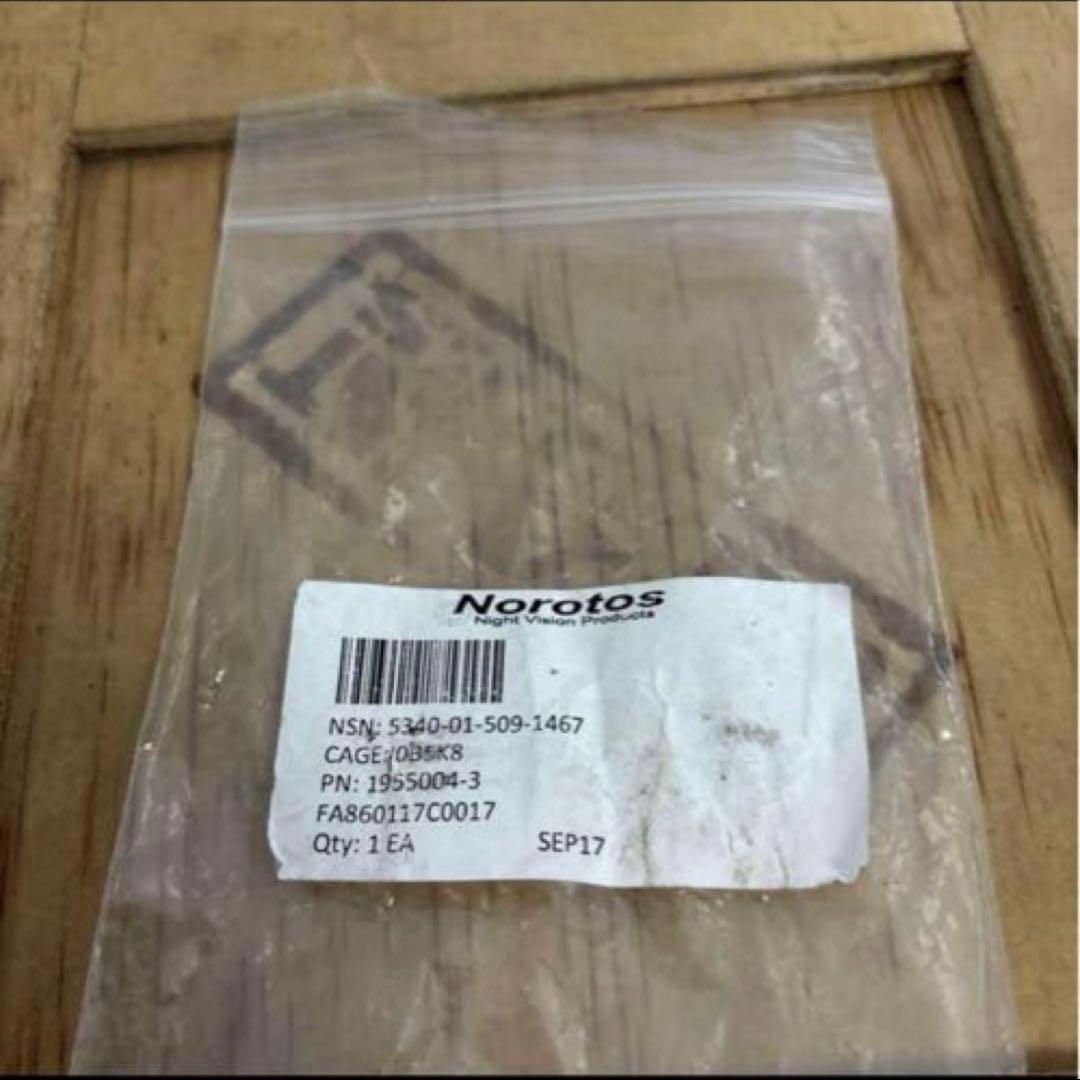 Norotos
Night Vision Products
NSN: 5340-01-509-1467
CAGE: 0B5K8
PN: 1955004-3
FA860117C0017
Qty: 1 EA SEP17